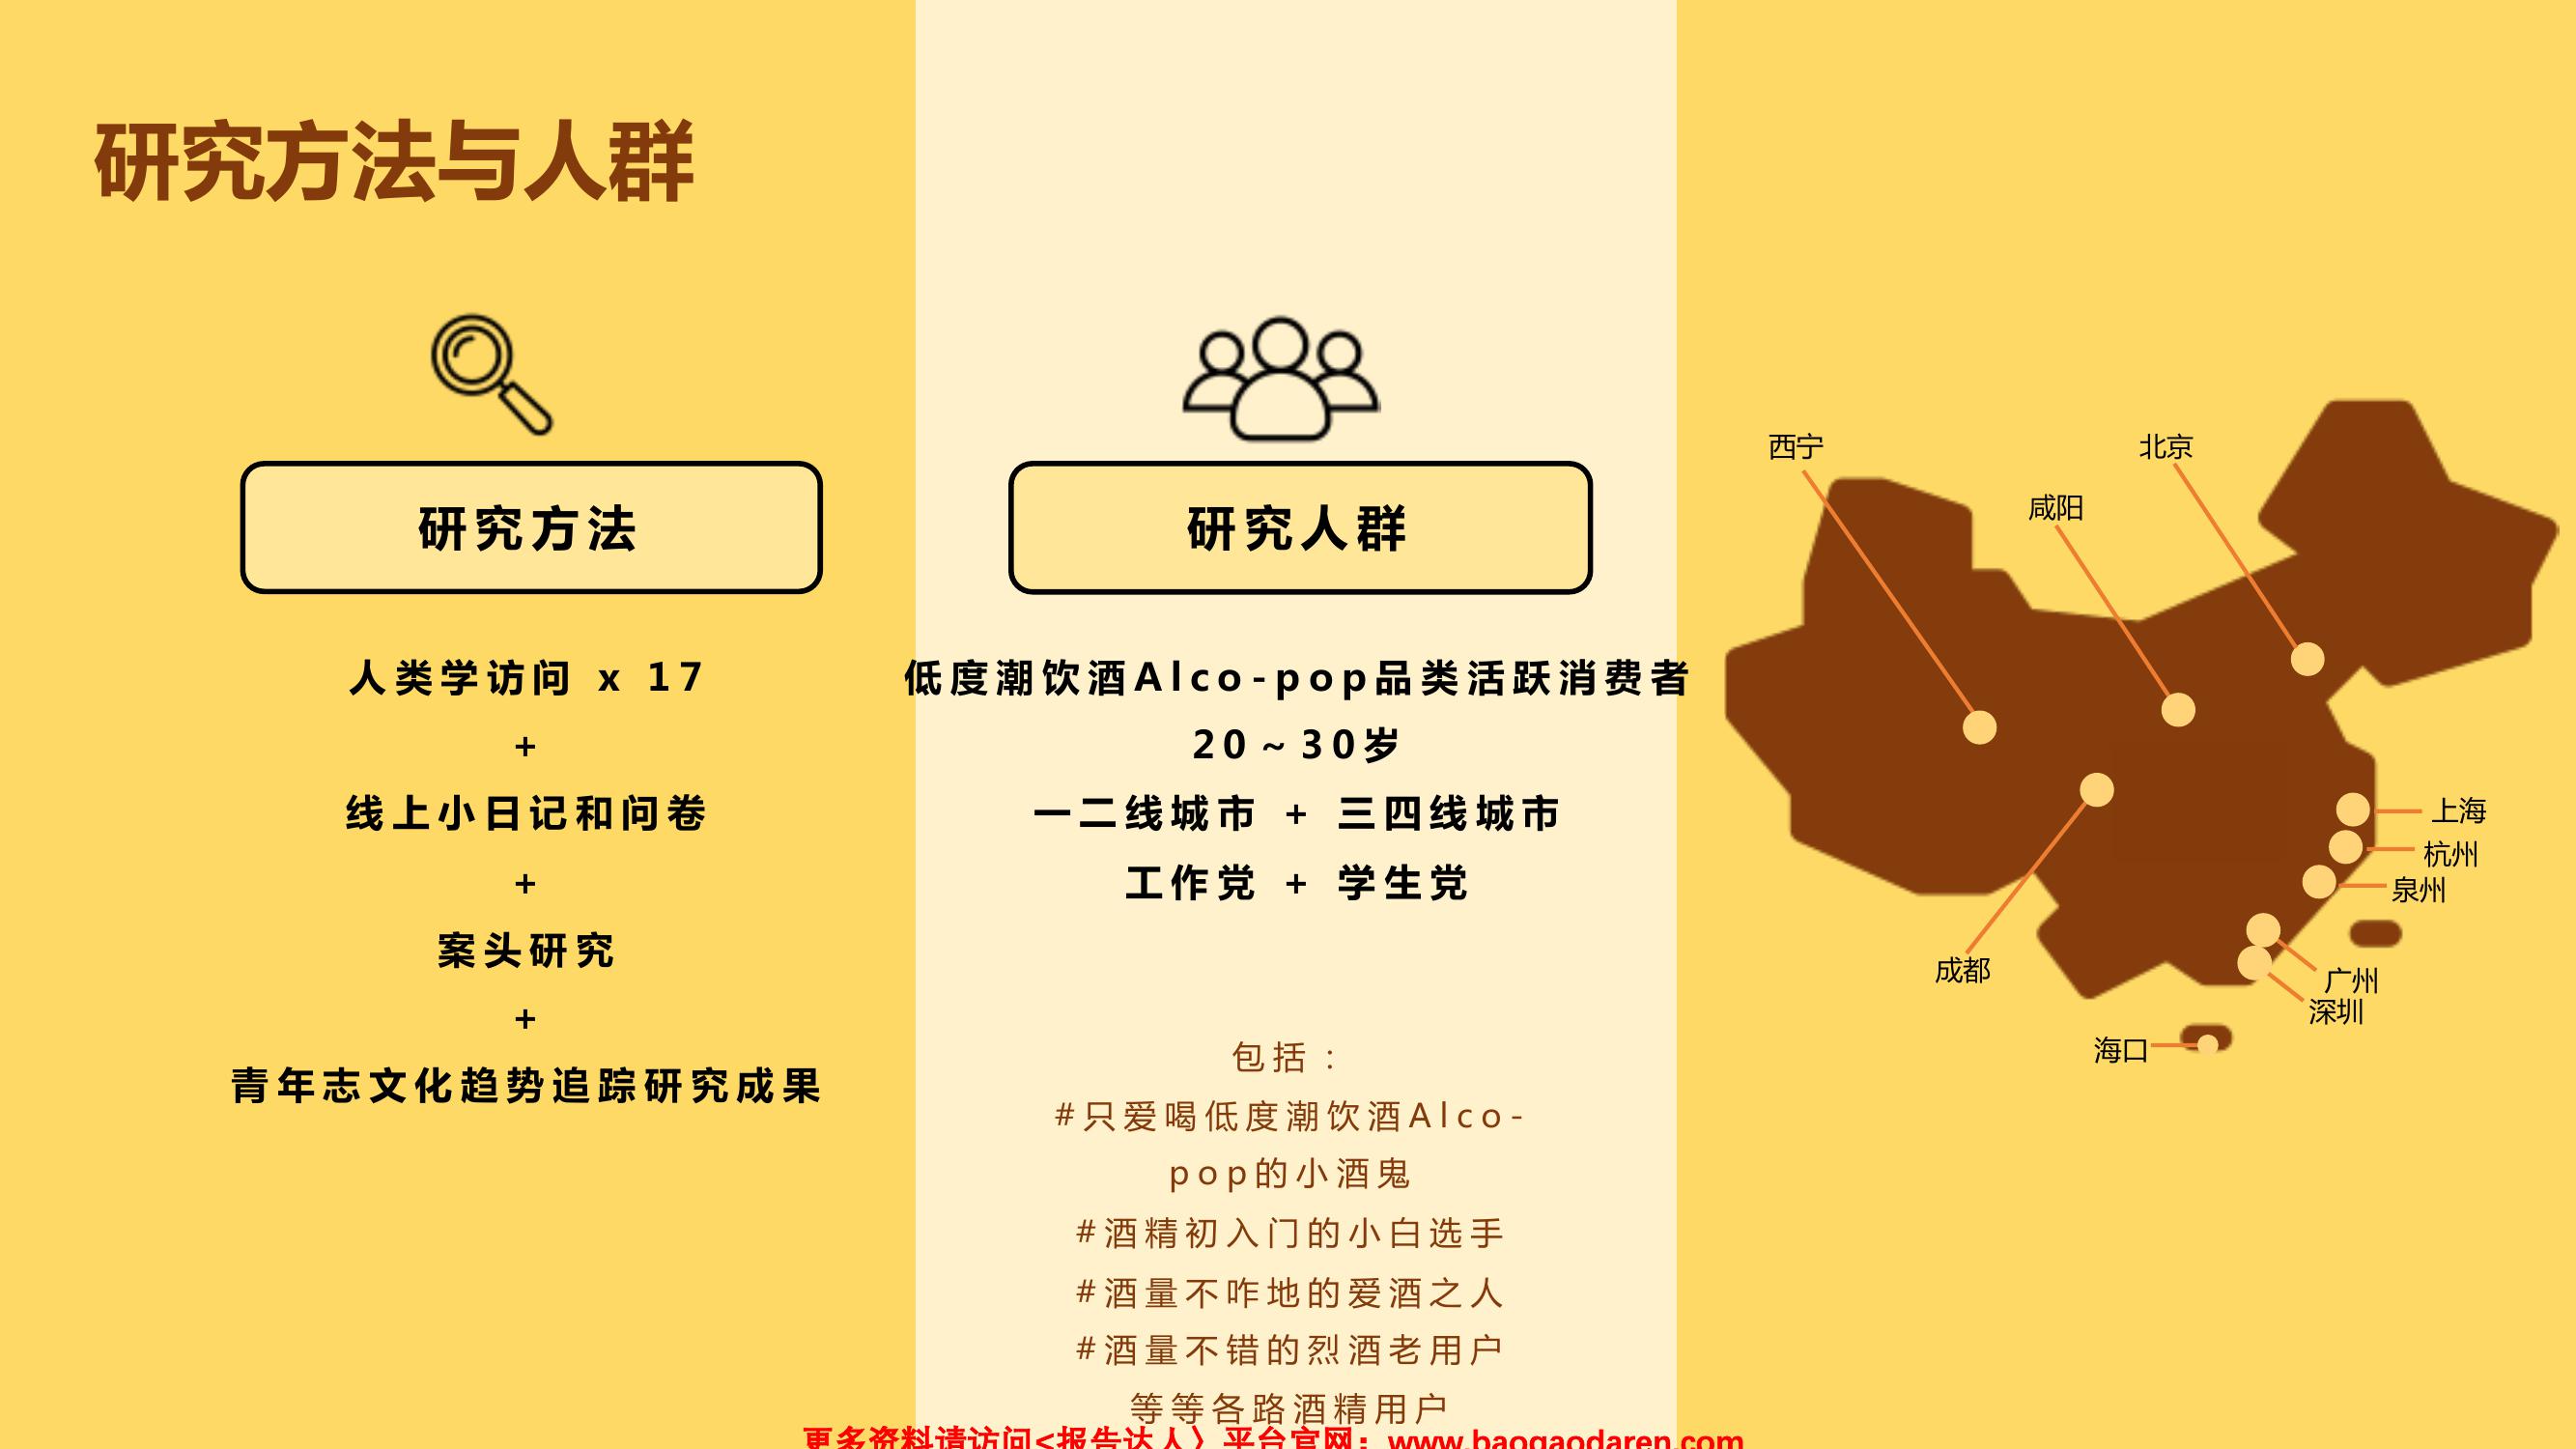 研究方法与人群
研究方法
人类学访问 x 17
+
线上小日记和问卷
+
案头研究
+
青年志文化趋势追踪研究成果
研究人群
低度潮饮酒Alco-pop品类活跃消费者
20~30岁
一二线城市 + 三四线城市
工作党 + 学生党
包括：
#只爱喝低度潮饮酒Alco-
pop的小酒鬼
#酒精初入门的小白选手
#酒量不咋地的爱酒之人
#酒量不错的烈酒老用户
等等各路酒精用户
西宁
北京
咸阳
上海
杭州
泉州
成都
广州
深圳
海口
更多资料请访问<报告达人〉平台官网：www.baogaodaren.com